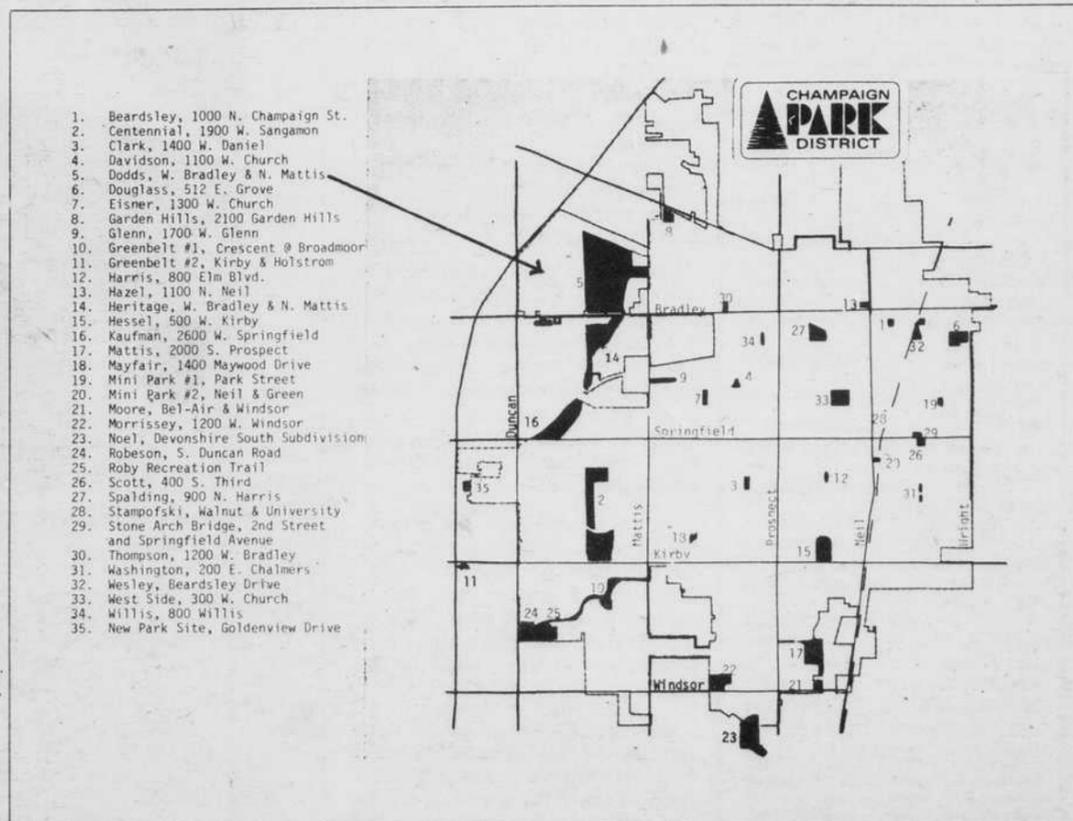 1. Beardsley, 1000 N. Champaign St.
2. Centennial, 1900 W. Sangamon
3. Clark, 1400 W. Daniel
4. Davidson, 1100 W. Church
5. Dodds, W. Bradley & N. Mattis
6. Douglass, 512 E. Grove
7. Eisner, 1300 W. Church
8. Garden Hills, 2100 Garden Hills
9. Glenn, 1700 W. Glenn
10. Greenbelt #1, Crescent @ Broadmoor
11. Greenbelt #2, Kirby & Holstrom
12. Harris, 800 Elm Blvd.
13. Hazel, 1100 N. Neil
14. Heritage, W. Bradley & N. Mattis
15. Hessel, 500 W. Kirby
16. Kaufman, 2600 W. Springfield
17. Mattis, 2000 S. Prospect
18. Mayfair, 1400 Maywood Drive
19. Mini Park #1, Park Street
20. Mini Park #2, Neil & Green
21. Moore, Bel-Air & Windsor
22. Morrissey, 1200 W. Windsor
23. Noel, Devonshire South Subdivision
24. Robeson, S. Duncan Road
25. Roby Recreation Trail
26. Scott, 400 S. Third
27. Spalding, 900 N. Harris
28. Stampofski, Walnut & University
29. Stone Arch Bridge, 2nd Street
and Springfield Avenue
30. Thompson, 1200 W. Bradley
31. Washington, 200 E. Chalmers
32. Wesley, Beardsley Drive
33. West Side, 300 W. Church
34. Willis, 800 Willis
35. New Park Site, Goldenview Drive
CHAMPAIGN
PARK
DISTRICT
8
5
Bradley
30
13
34
27
1
32
6
14
9
4
7
33
19
Duncan
16
Springfield
28
29
26
20
35
2
3
12
31
Mattis
18
Prospect
Neil
Wright
Kirby
15
11
10
24 25
17
22
Windsor
21
23